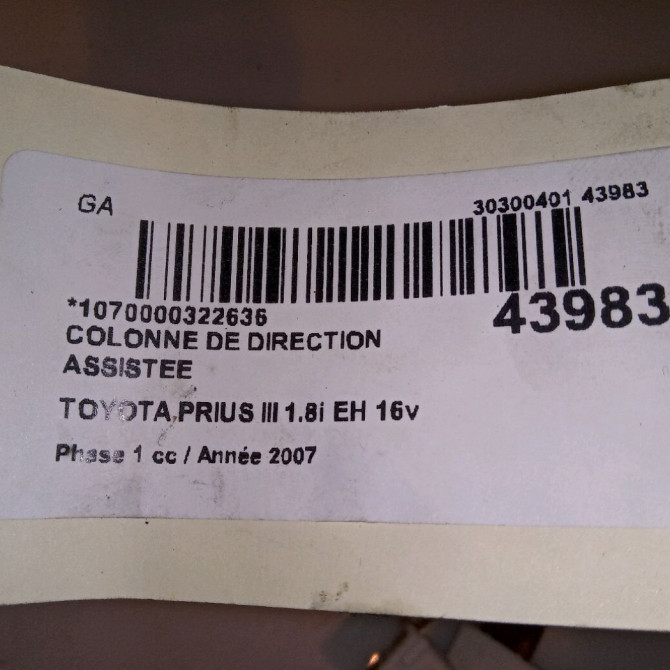 GA
30300401 43983
*1070000322636
43983
COLONNE DE DIRECTION
ASSISTEE
TOYOTA PRIUS III 1.8i EH 16v
Phase 1 cc / Année 2007